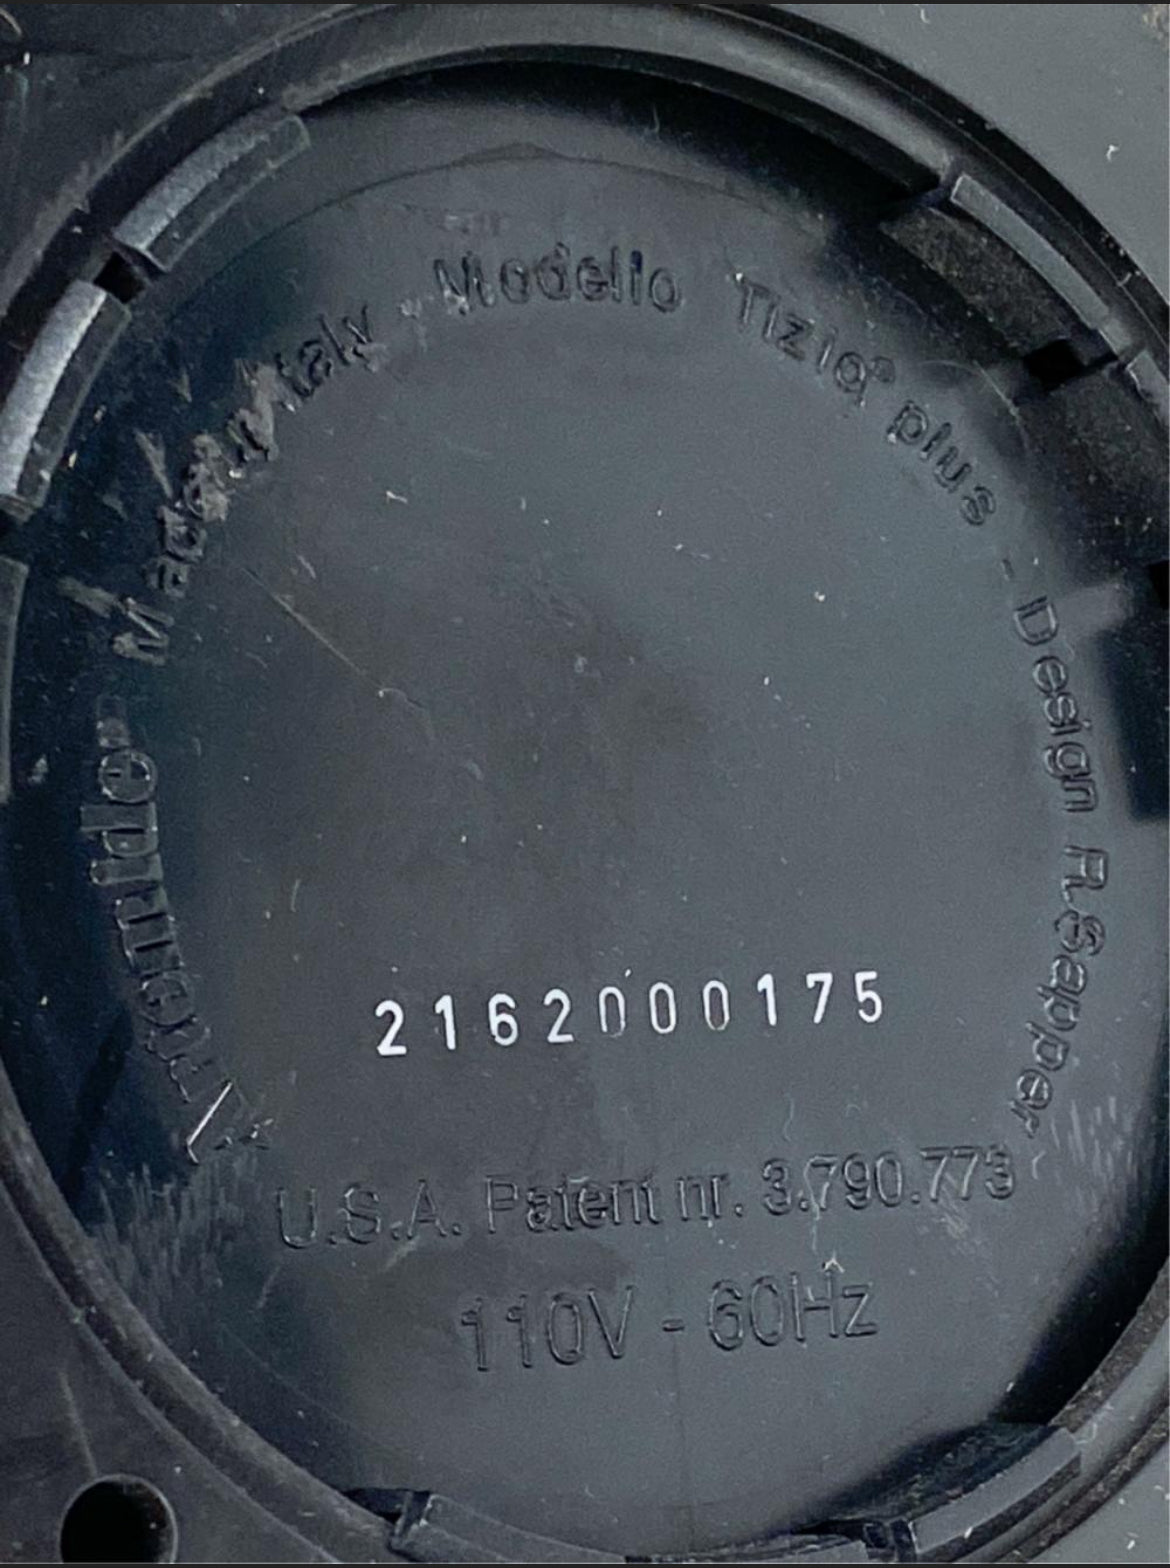 Artemide Made in Italy - Modello Tizio® plus - Design R. Sapper
2162000175
U.S.A. Patent nr. 3.790.773
110V - 60Hz